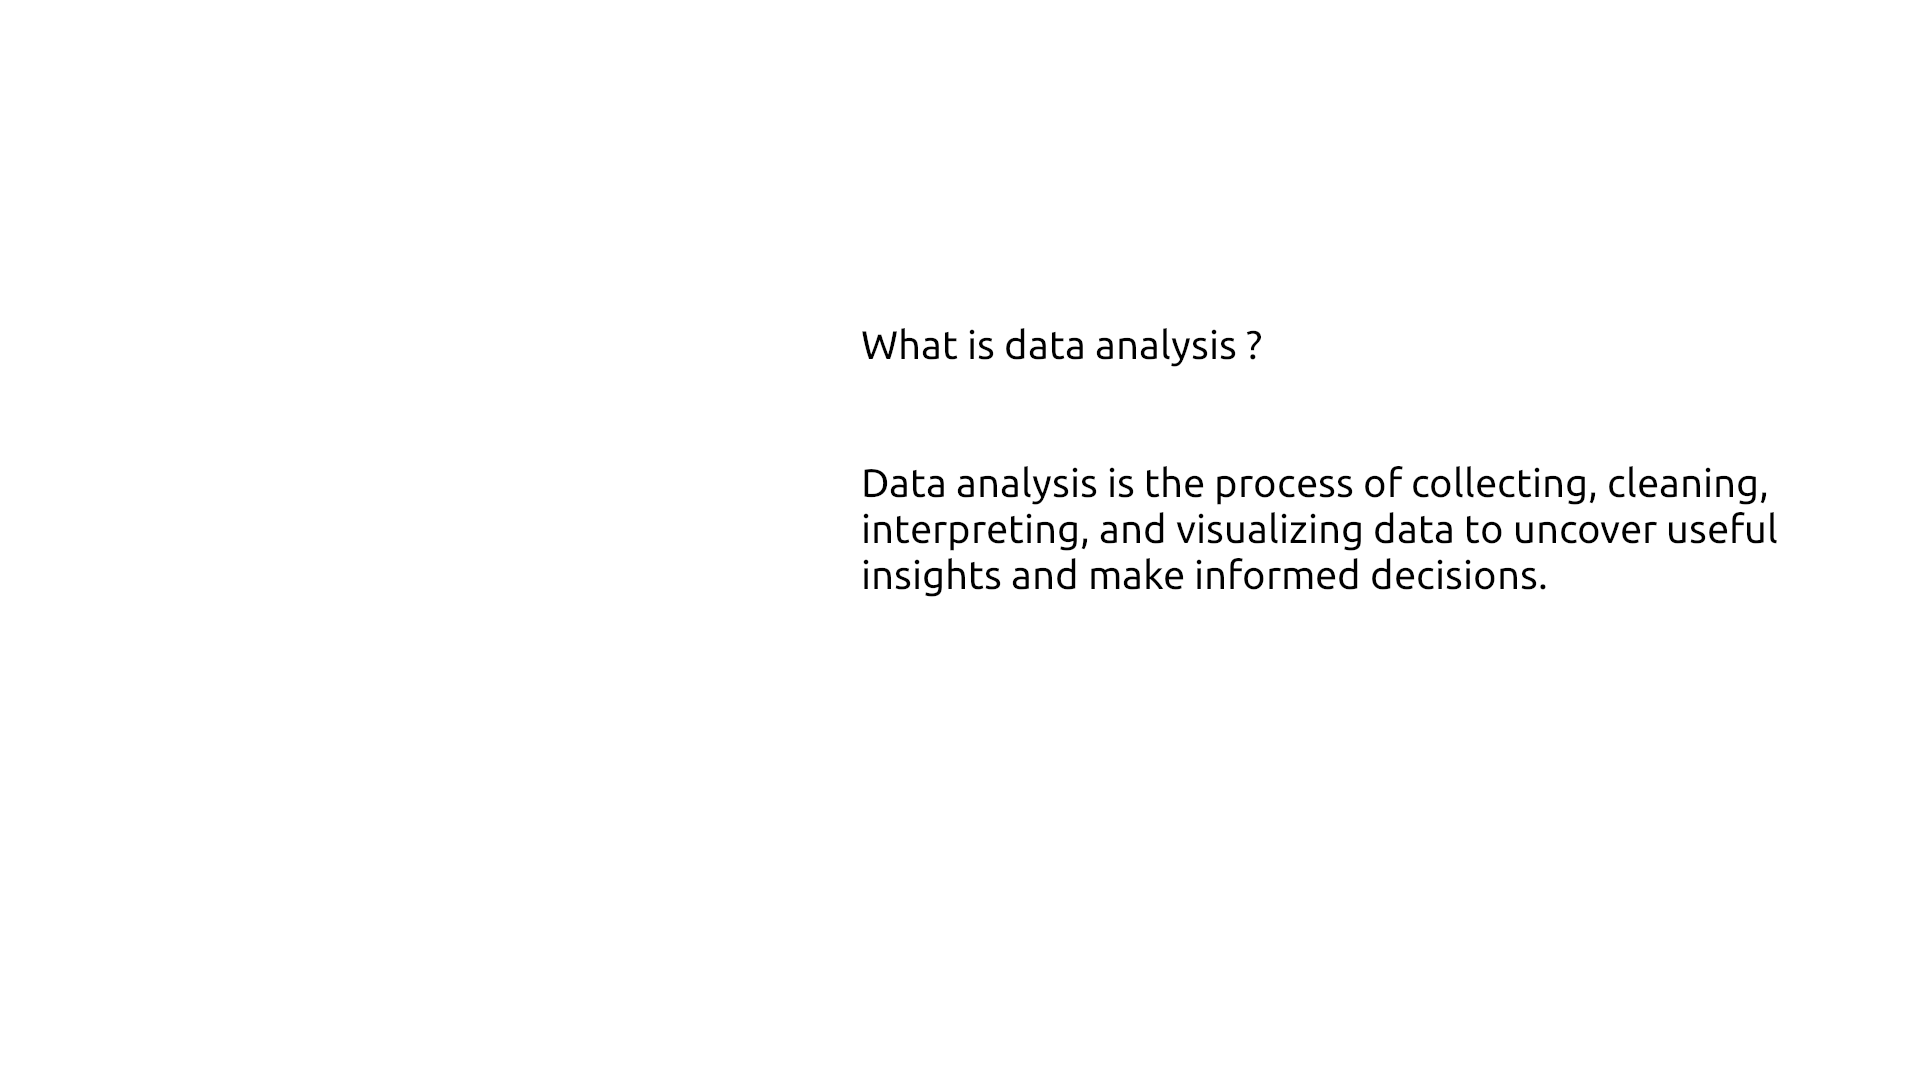 What is data analysis ?
Data analysis is the process of collecting, cleaning,
interpreting, and visualizing data to uncover useful
insights and make informed decisions.